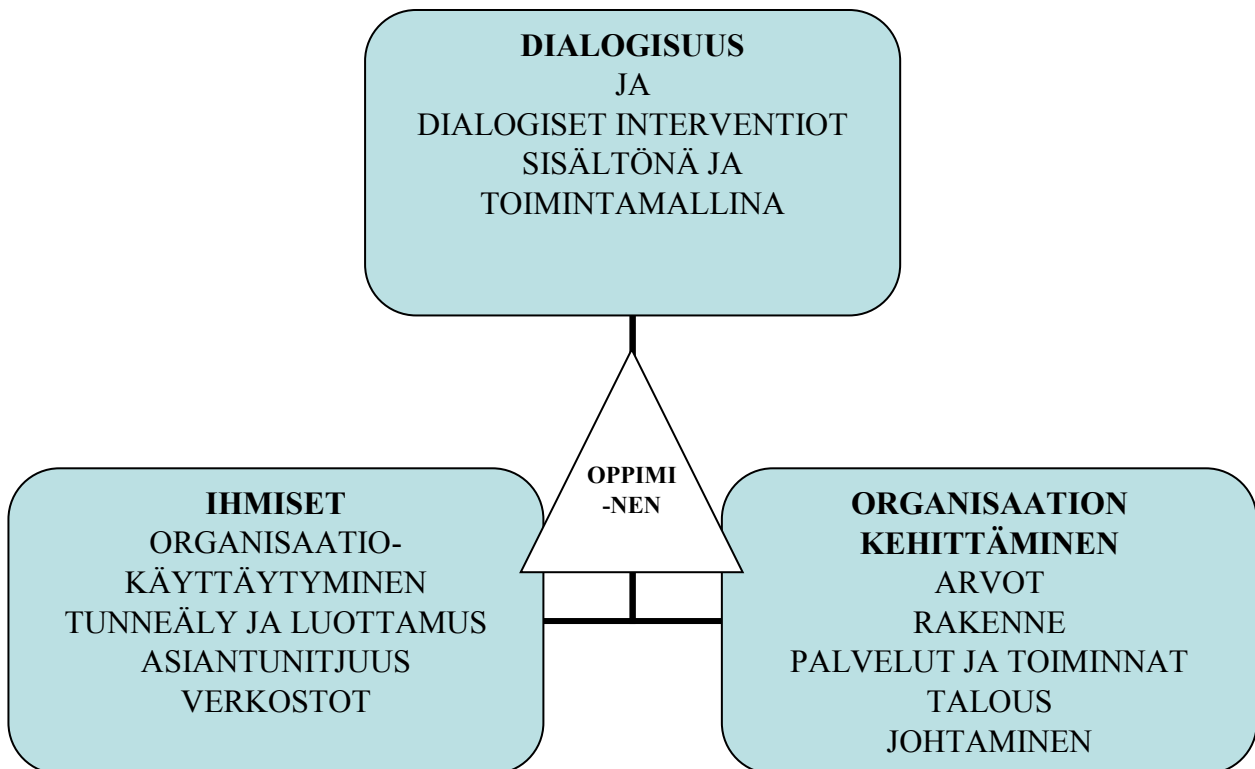 DIALOGISUUS
JA
DIALOGISET INTERVENTIOT
SISÄLTÖNÄ JA
TOIMINTAMALLINA
OPPIMI
-NEN
IHMISET
ORGANISAATIO-
KÄYTTÄYTYMINEN
TUNNEÄLY JA LUOTTAMUS
ASIANTUNITJUUS
VERKOSTOT
ORGANISAATION
KEHITTÄMINEN
ARVOT
RAKENNE
PALVELUT JA TOIMINNAT
TALOUS
JOHTAMINEN